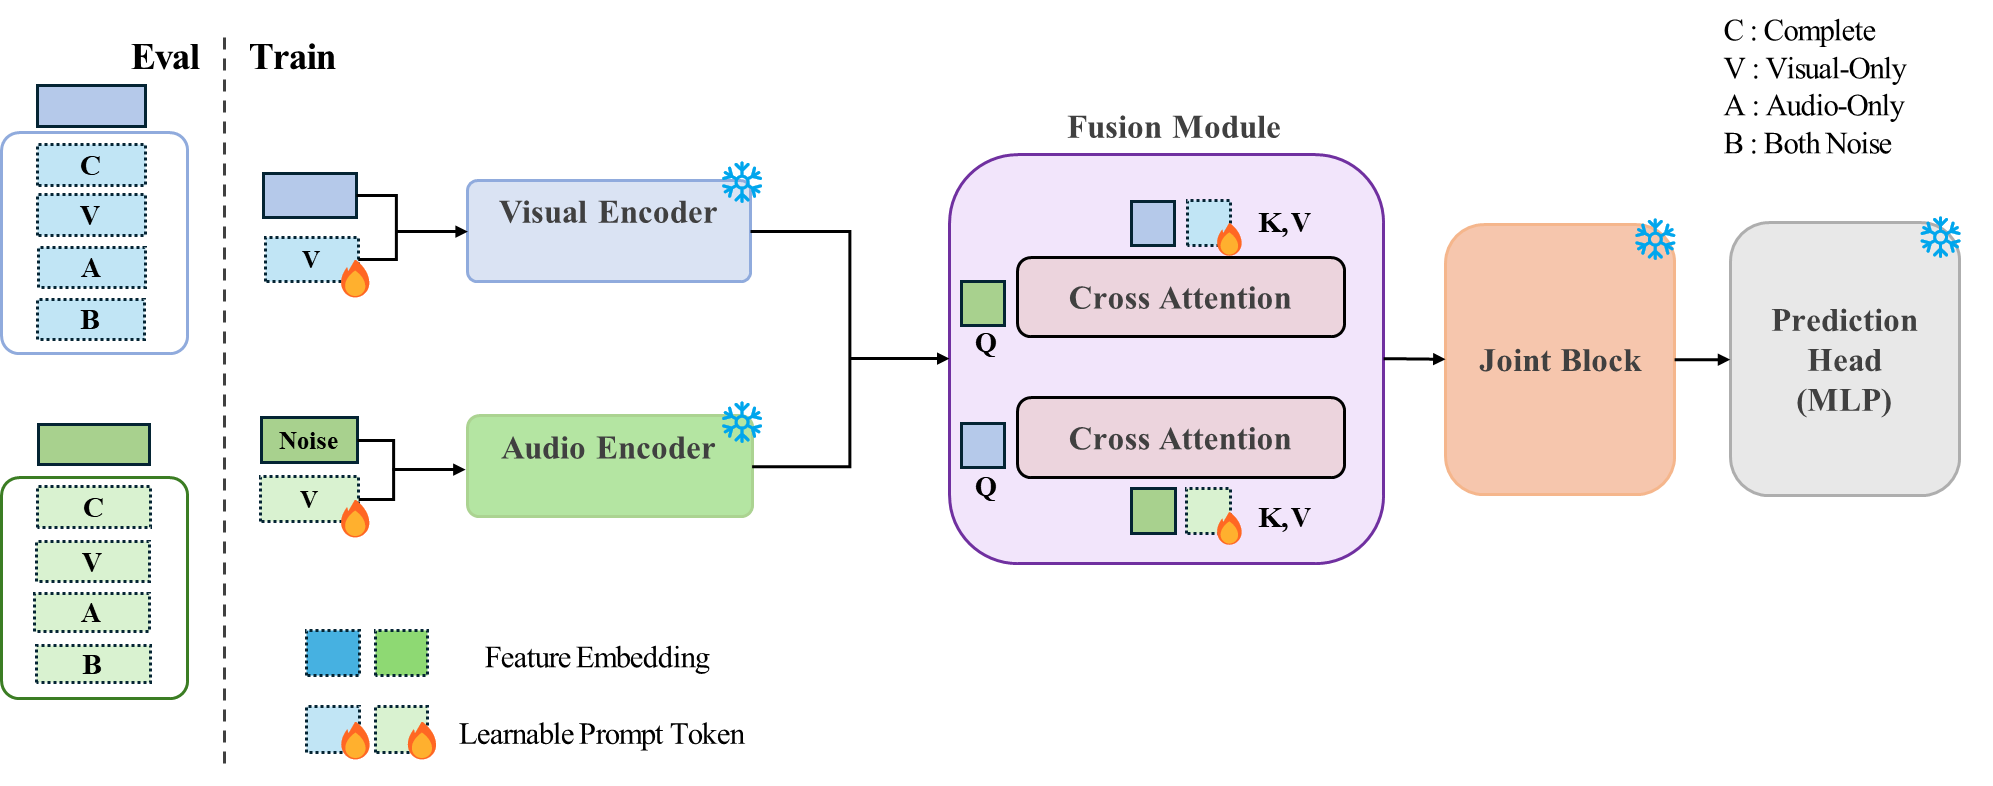 Eval
Train
C : Complete
V : Visual-Only
A : Audio-Only
B : Both Noise
C
V
A
B
C
V
A
B
V
Visual Encoder
Noise
V
Audio Encoder
Fusion Module
K, V
Cross Attention
Q
Cross Attention
Q
K, V
Joint Block
Prediction
Head
(MLP)
Feature Embedding
Learnable Prompt Token